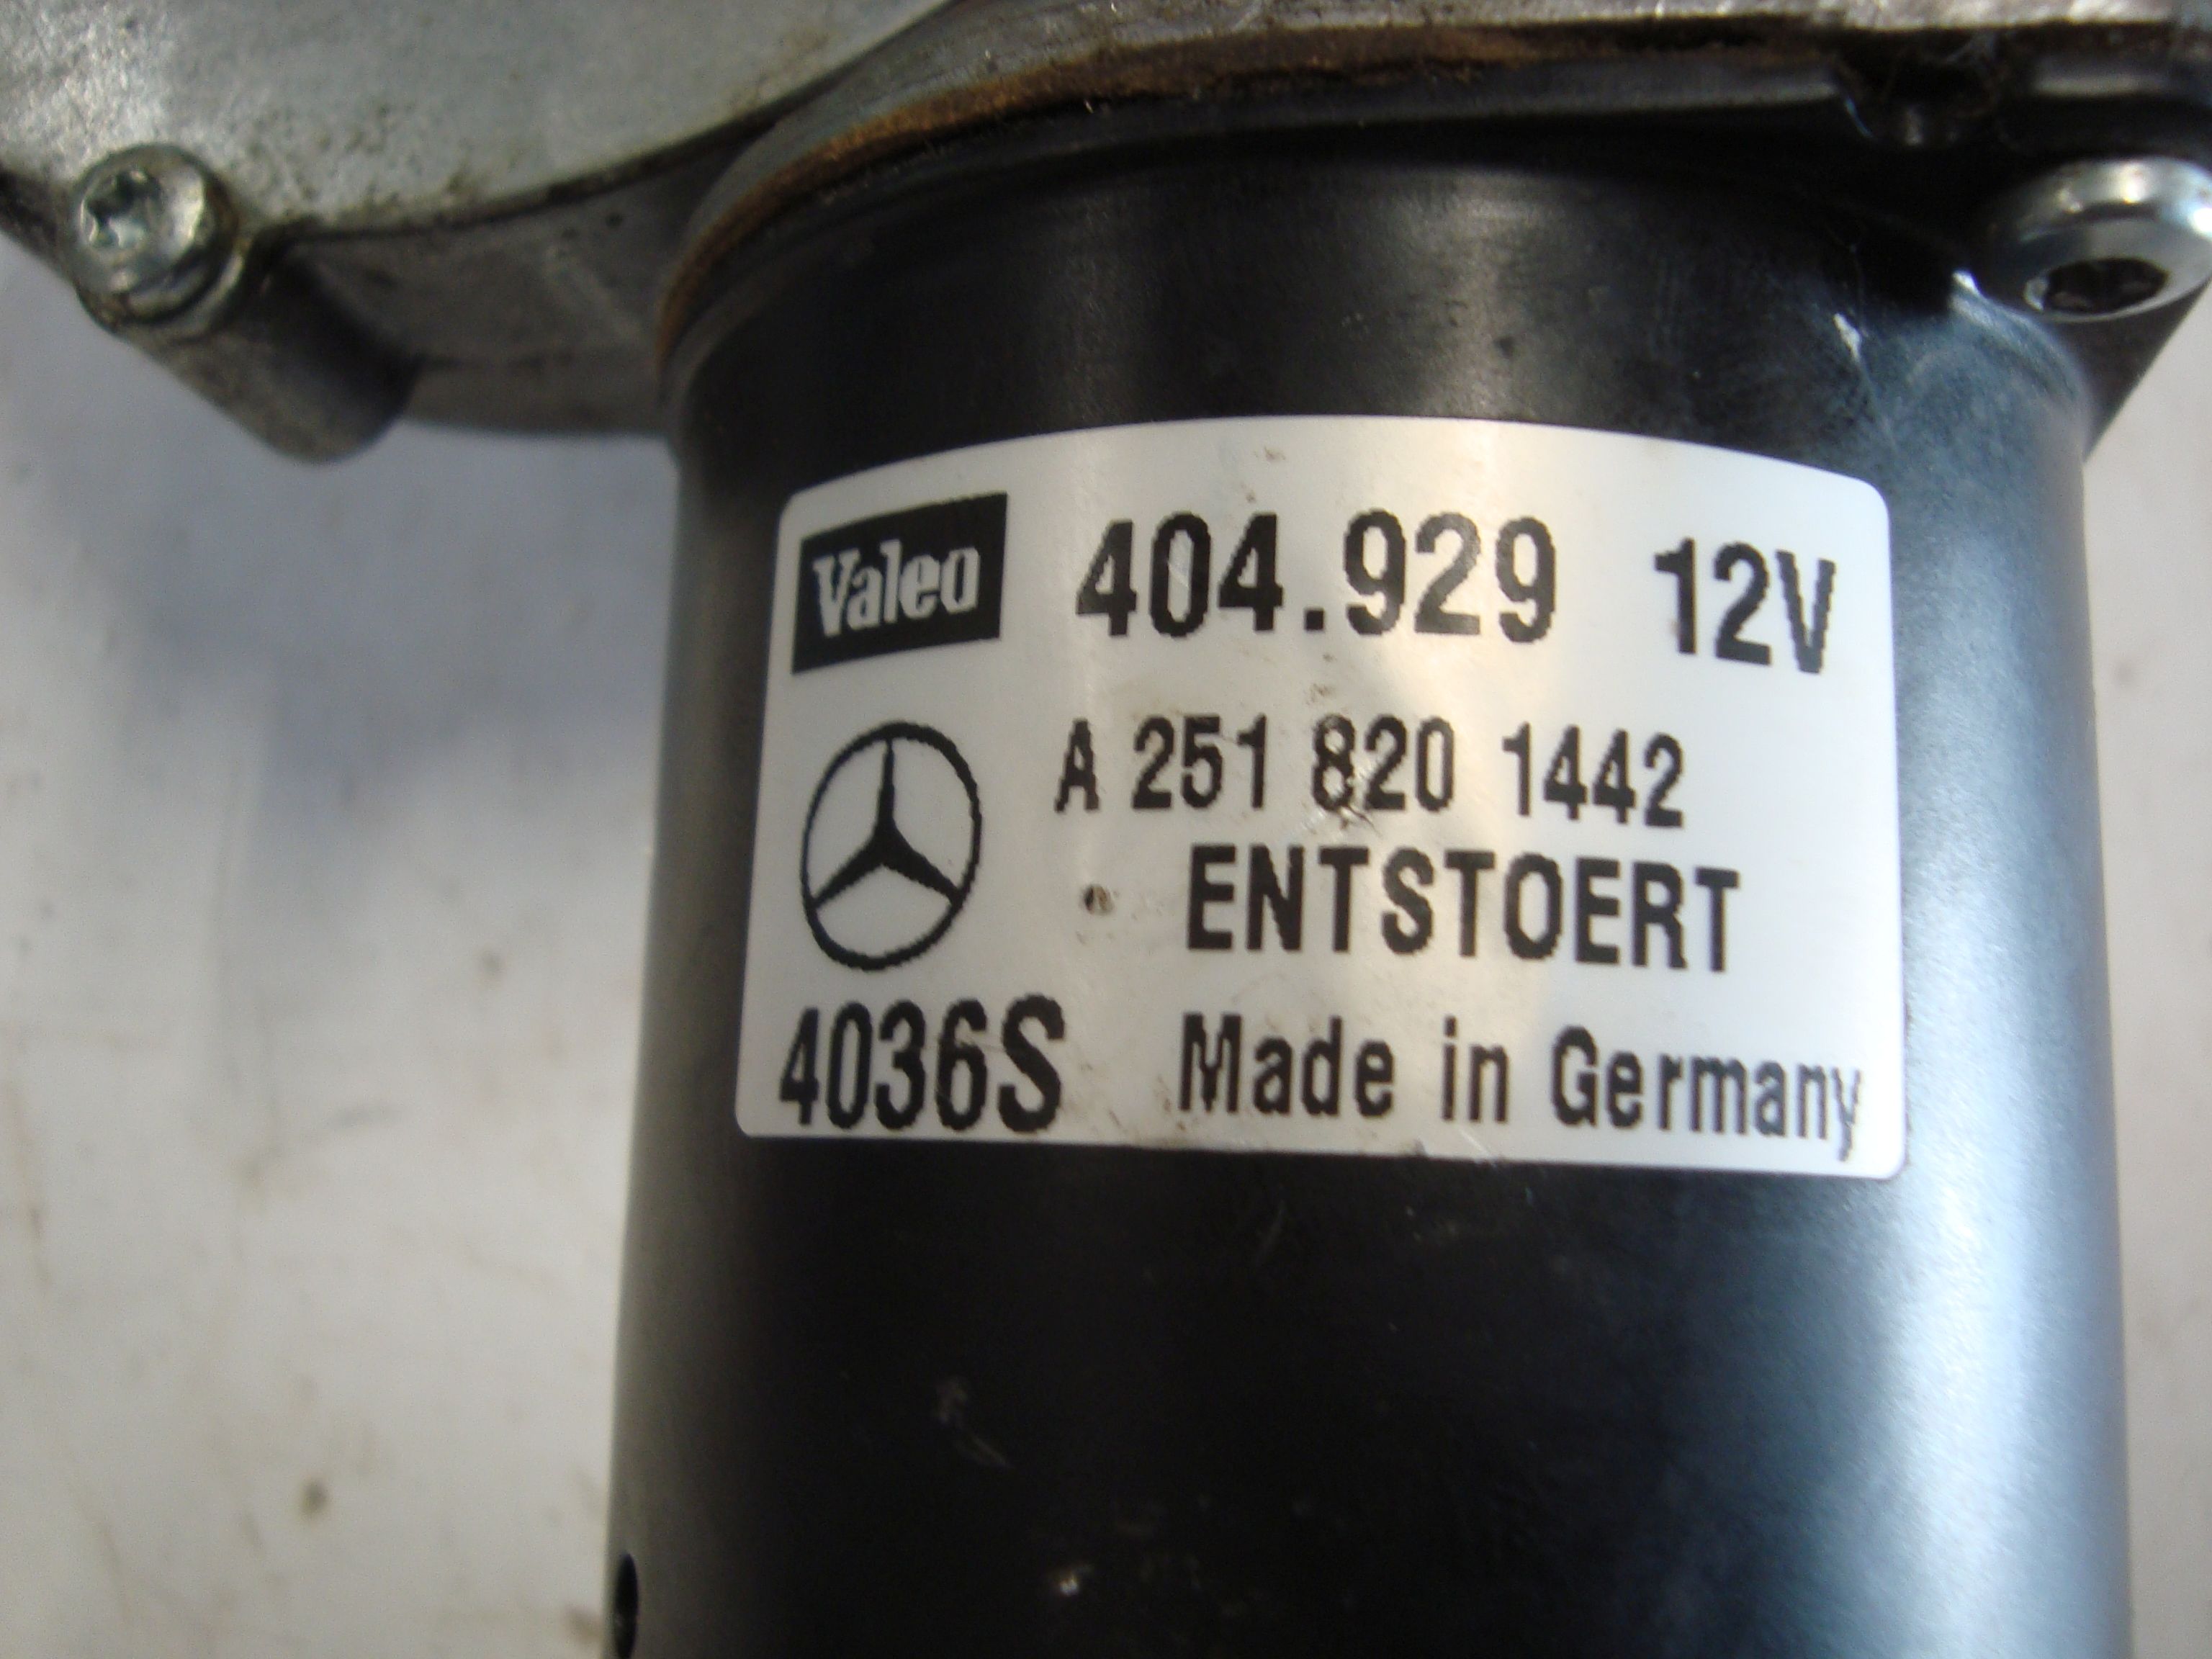 Valeo 404.929 12V
A 251 820 1442
ENTSTOERT
4036S Made in Germany